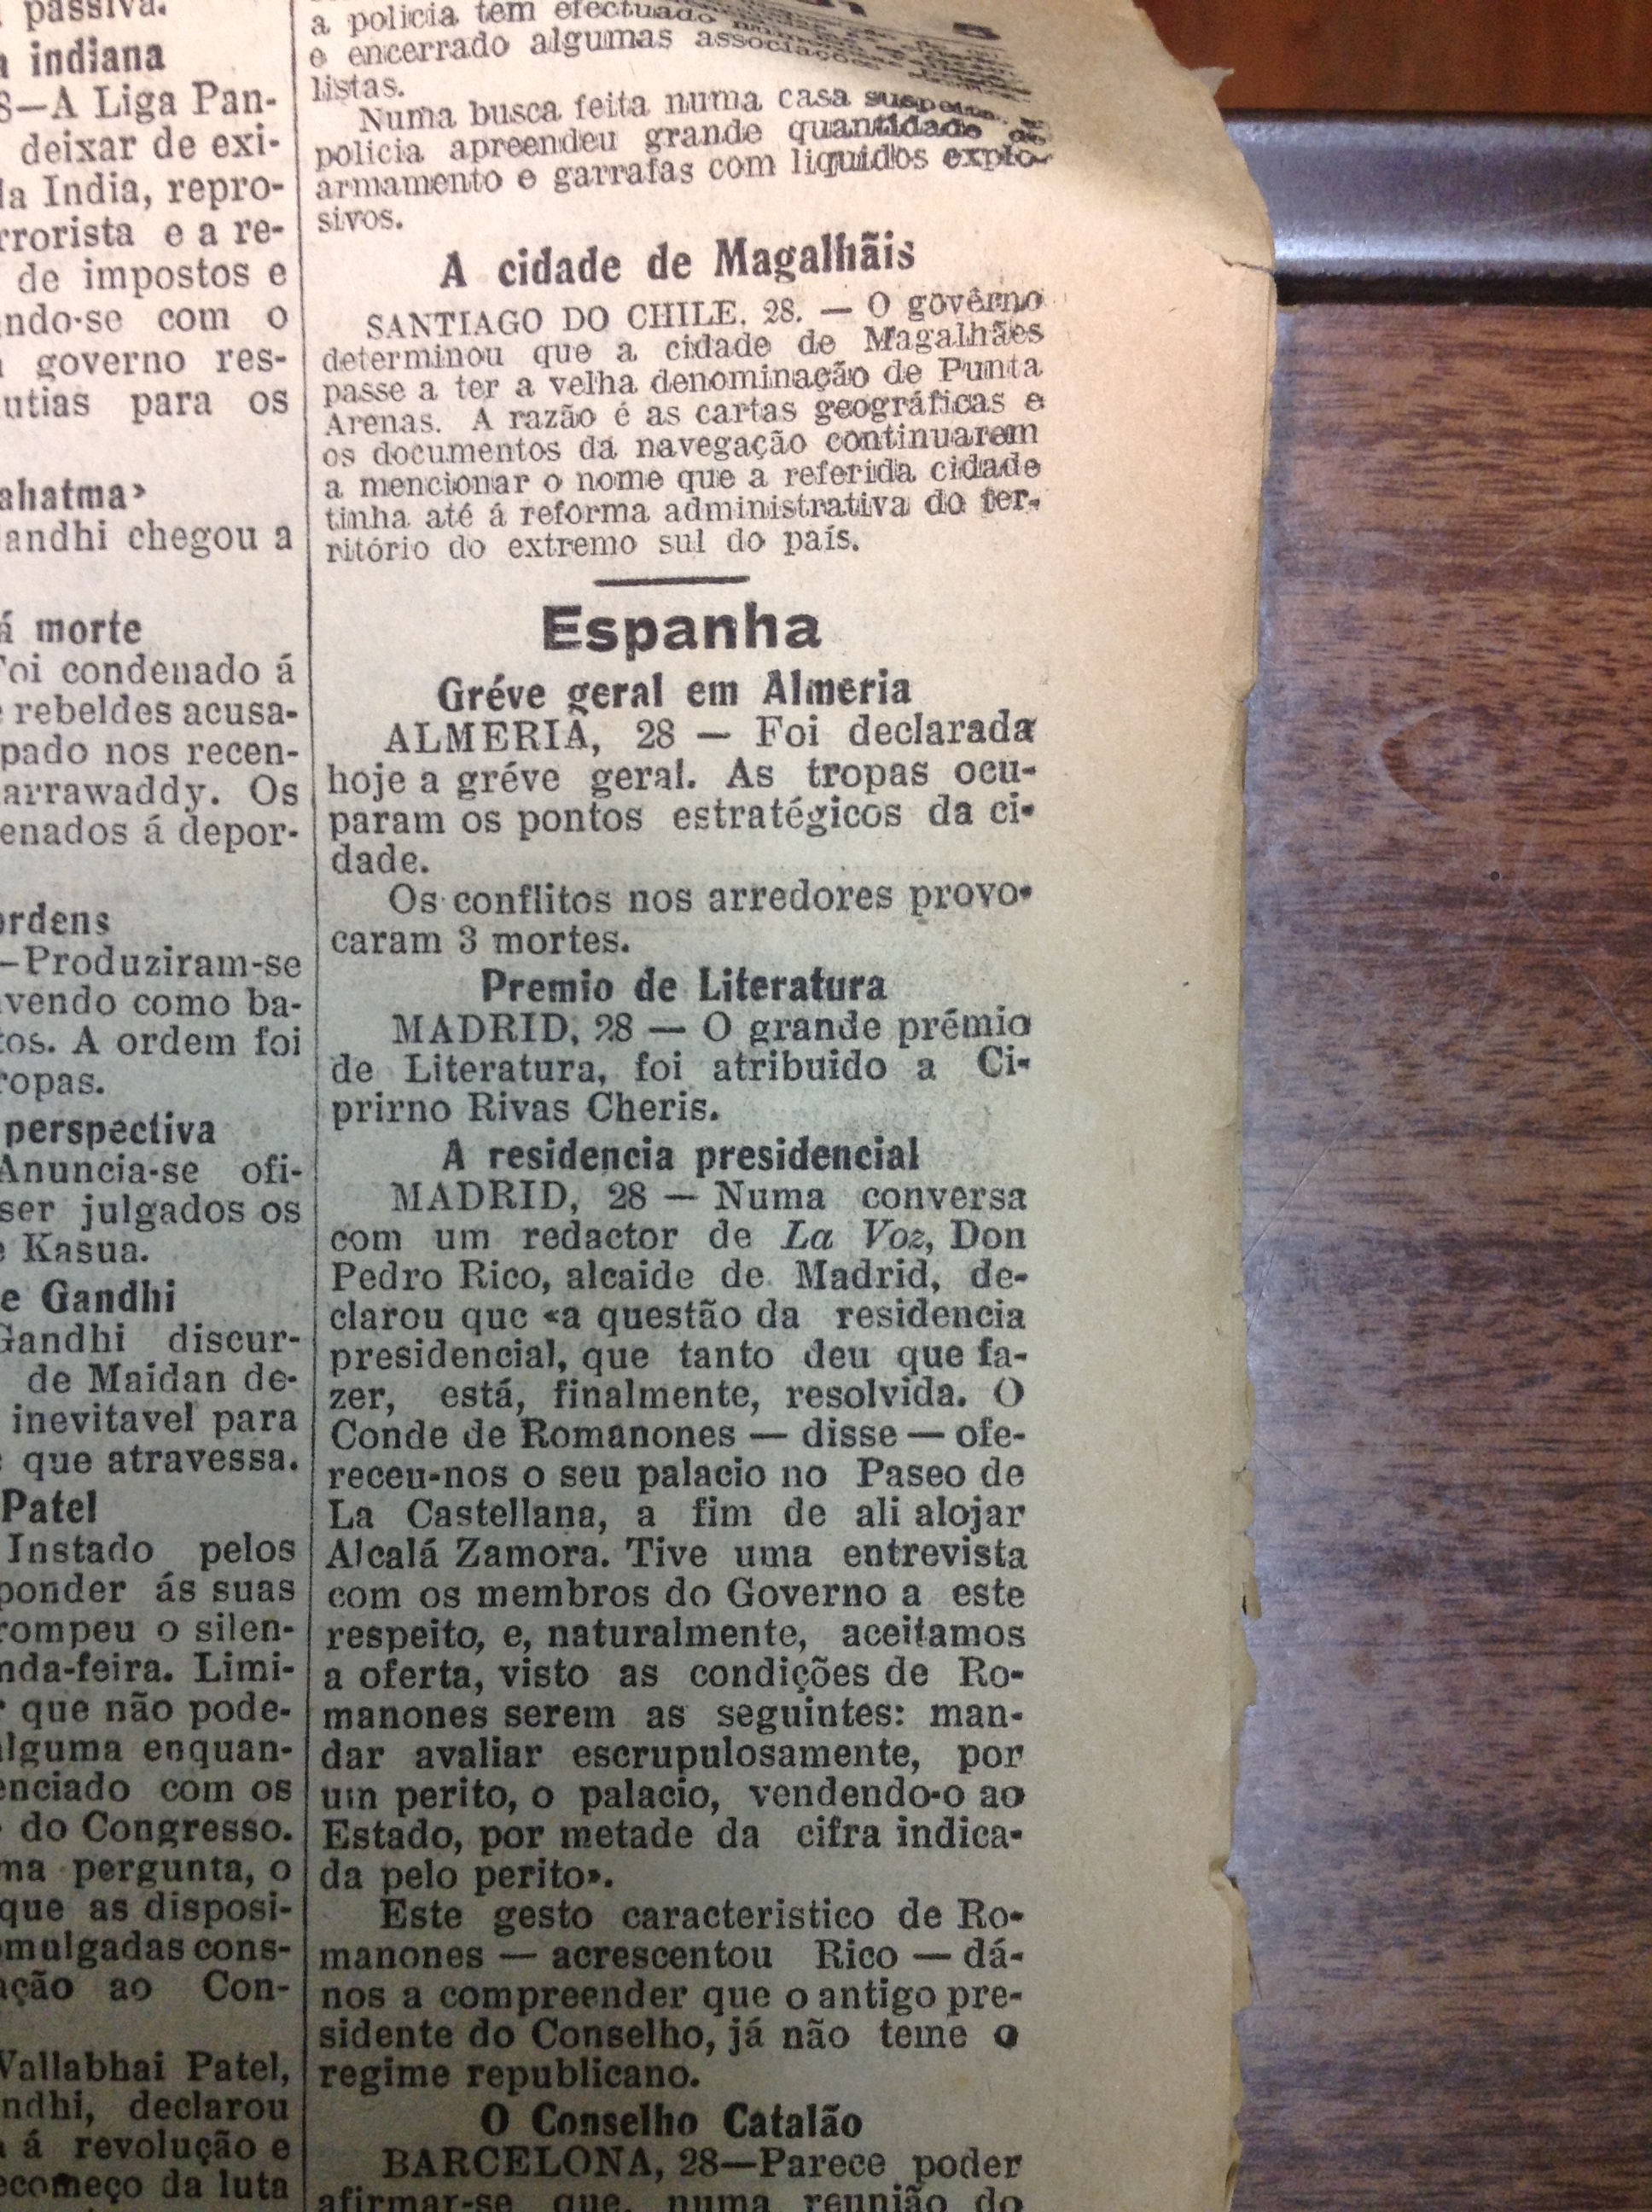 passiva.
indiana
8—A Liga Pan-
deixar de exi-
la India, repro-
rrorista e a re-
de impostos e
ndo-se com o
governo res-
utias para os
ahatma»
andhi chegou a
á morte
Foi condenado á
rebeldes acusa-
pado nos recen-
arrawaddy. Os
enados á depor-
ordens
—Produziram-se
vendo como ba-
tos. A ordem foi
ropas.
perspectiva
Anuncia-se ofi-
ser julgados os
e Kasua.
e Gandhi
Gandhi discur-
de Maidan de-
inevitavel para
que atravessa.
Patel
Instado pelos
ponder ás suas
rompeu o silen-
nda-feira. Limi-
r que não pode-
alguma enquan-
enciado com os
do Congresso.
ma pergunta, o
que as disposi-
omulgadas cons-
ação ao Con-
Vallabhai Patel,
ndhi, declarou
á revolução e
ecomeço da luta
a policia tem efectuado
e encerrado algumas associações
listas.
Numa busca feita numa casa
policia apreendeu grande quantidade de
armamento e garrafas com liquidos explo-
sivos.
A cidade de Magalhãis
SANTIAGO DO CHILE, 28. — O govêrno
determinou que a cidade de Magalhães
passe a ter a velha denominação de Punta
Arenas. A razão é as cartas geográficas e
os documentos da navegação continuarem
a mencionar o nome que a referida cidade
tinha até á reforma administrativa do ter-
ritório do extremo sul do país.
Espanha
Gréve geral em Almeria
ALMERIA, 28 — Foi declarada
hoje a gréve geral. As tropas ocu-
param os pontos estratégicos da ci-
dade.
Os conflitos nos arredores provo-
caram 3 mortes.
Premio de Literatura
MADRID, 28 — O grande prémio
de Literatura, foi atribuido a Ci-
prirno Rivas Cheris.
A residencia presidencial
MADRID, 28 — Numa conversa
com um redactor de La Voz, Don
Pedro Rico, alcaide de Madrid, de-
clarou que «a questão da residencia
presidencial, que tanto deu que fa-
zer, está, finalmente, resolvida. O
Conde de Romanones — disse — ofe-
receu-nos o seu palacio no Paseo de
La Castellana, a fim de ali alojar
Alcalá Zamora. Tive uma entrevista
com os membros do Governo a este
respeito, e, naturalmente, aceitamos
a oferta, visto as condições de Ro-
manones serem as seguintes: man-
dar avaliar escrupulosamente, por
um perito, o palacio, vendendo-o ao
Estado, por metade da cifra indica-
da pelo perito».
Este gesto caracteristico de Ro-
manones — acrescentou Rico — dá-
nos a compreender que o antigo pre-
sidente do Conselho, já não teme o
regime republicano.
O Conselho Catalão
BARCELONA, 28—Parece poder
afirmar-se que, numa reunião do